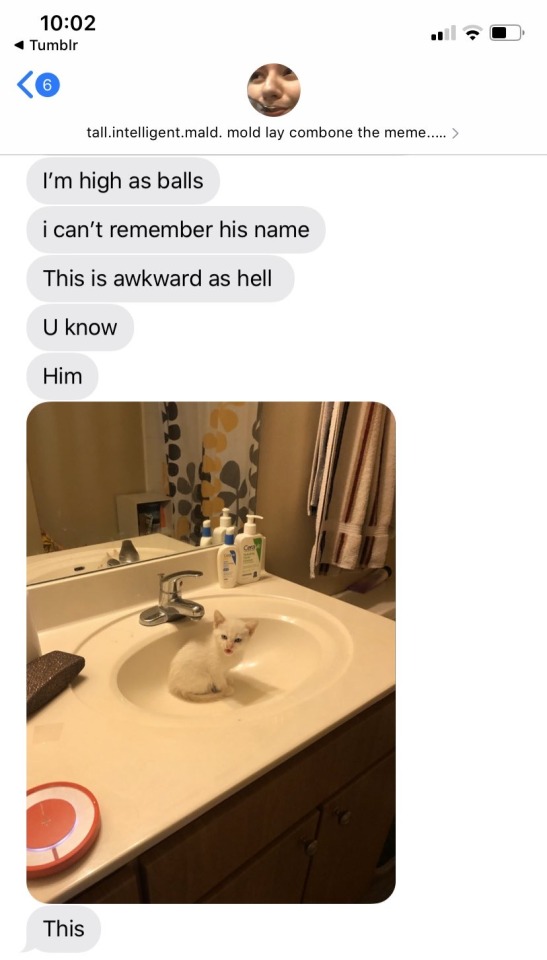 10:02
◀ Tumblr
6
tall.intelligent.mald. mold lay combone the meme.....
I'm high as balls
i can't remember his name
This is awkward as hell
U know
Him
This